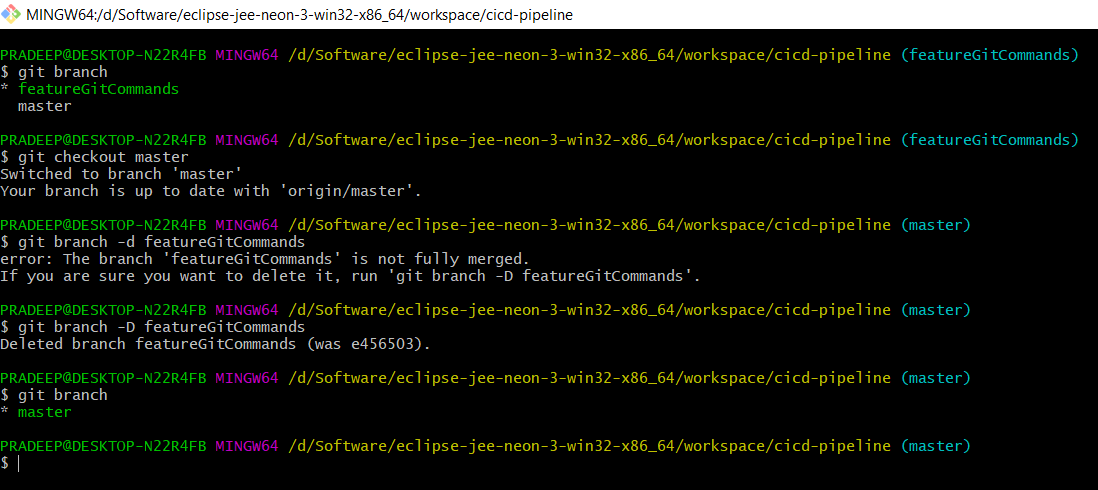 MINGW64:/d/Software/eclipse-jee-neon-3-win32-x86_64/workspace/cicd-pipeline
PRADEEP@DESKTOP-N22R4FB MINGW64 /d/Software/eclipse-jee-neon-3-win32-x86_64/workspace/cicd-pipeline (featureGitCommands)
$ git branch
* featureGitCommands
  master
PRADEEP@DESKTOP-N22R4FB MINGW64 /d/Software/eclipse-jee-neon-3-win32-x86_64/workspace/cicd-pipeline (featureGitCommands)
$ git checkout master
Switched to branch 'master'
Your branch is up to date with 'origin/master'.
PRADEEP@DESKTOP-N22R4FB MINGW64 /d/Software/eclipse-jee-neon-3-win32-x86_64/workspace/cicd-pipeline (master)
$ git branch -d featureGitCommands
error: The branch 'featureGitCommands' is not fully merged.
If you are sure you want to delete it, run 'git branch -D featureGitCommands'.
PRADEEP@DESKTOP-N22R4FB MINGW64 /d/Software/eclipse-jee-neon-3-win32-x86_64/workspace/cicd-pipeline (master)
$ git branch -D featureGitCommands
Deleted branch featureGitCommands (was e456503).
PRADEEP@DESKTOP-N22R4FB MINGW64 /d/Software/eclipse-jee-neon-3-win32-x86_64/workspace/cicd-pipeline (master)
$ git branch
* master
PRADEEP@DESKTOP-N22R4FB MINGW64 /d/Software/eclipse-jee-neon-3-win32-x86_64/workspace/cicd-pipeline (master)
$